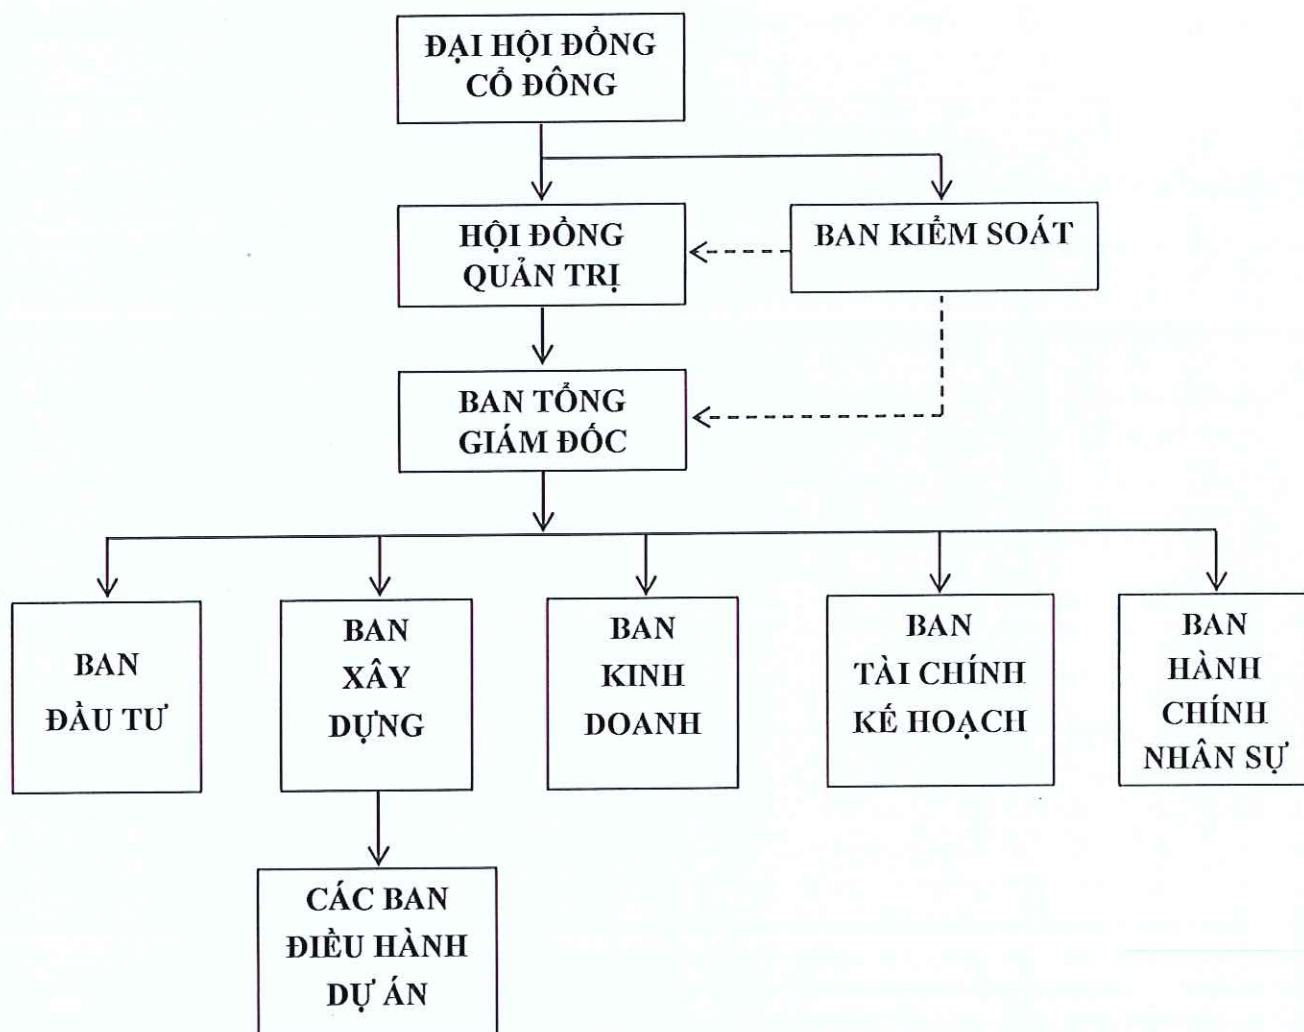 ĐẠI HỘI ĐỒNG
CỔ ĐÔNG
HỘI ĐỒNG
QUẢN TRỊ
BAN KIỂM SOÁT
BAN TỔNG
GIÁM ĐỐC
BAN
ĐẦU TƯ
BAN
XÂY
DỰNG
BAN
KINH
DOANH
BAN
TÀI CHÍNH
KẾ HOẠCH
BAN
HÀNH
CHÍNH
NHÂN SỰ
CÁC BAN
ĐIỀU HÀNH
DỰ ÁN